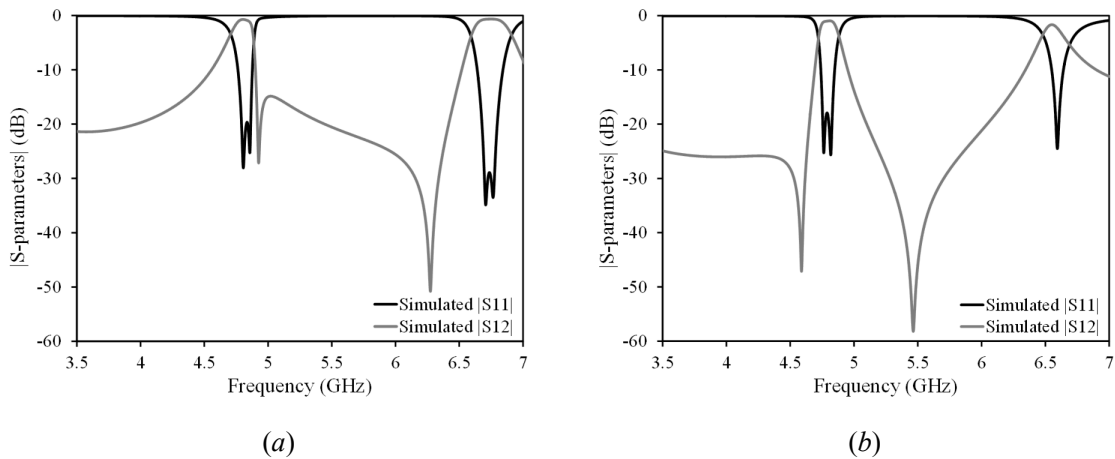 0
-10
-20
-30
-40
-50
-60
|S-parameters| (dB)
Simulated |S11|
Simulated |S12|
3.5 4 4.5 5 5.5 6 6.5 7
Frequency (GHz)
(a)
0
-10
-20
-30
-40
-50
-60
|S-parameters| (dB)
Simulated |S11|
Simulated |S12|
3.5 4 4.5 5 5.5 6 6.5 7
Frequency (GHz)
(b)